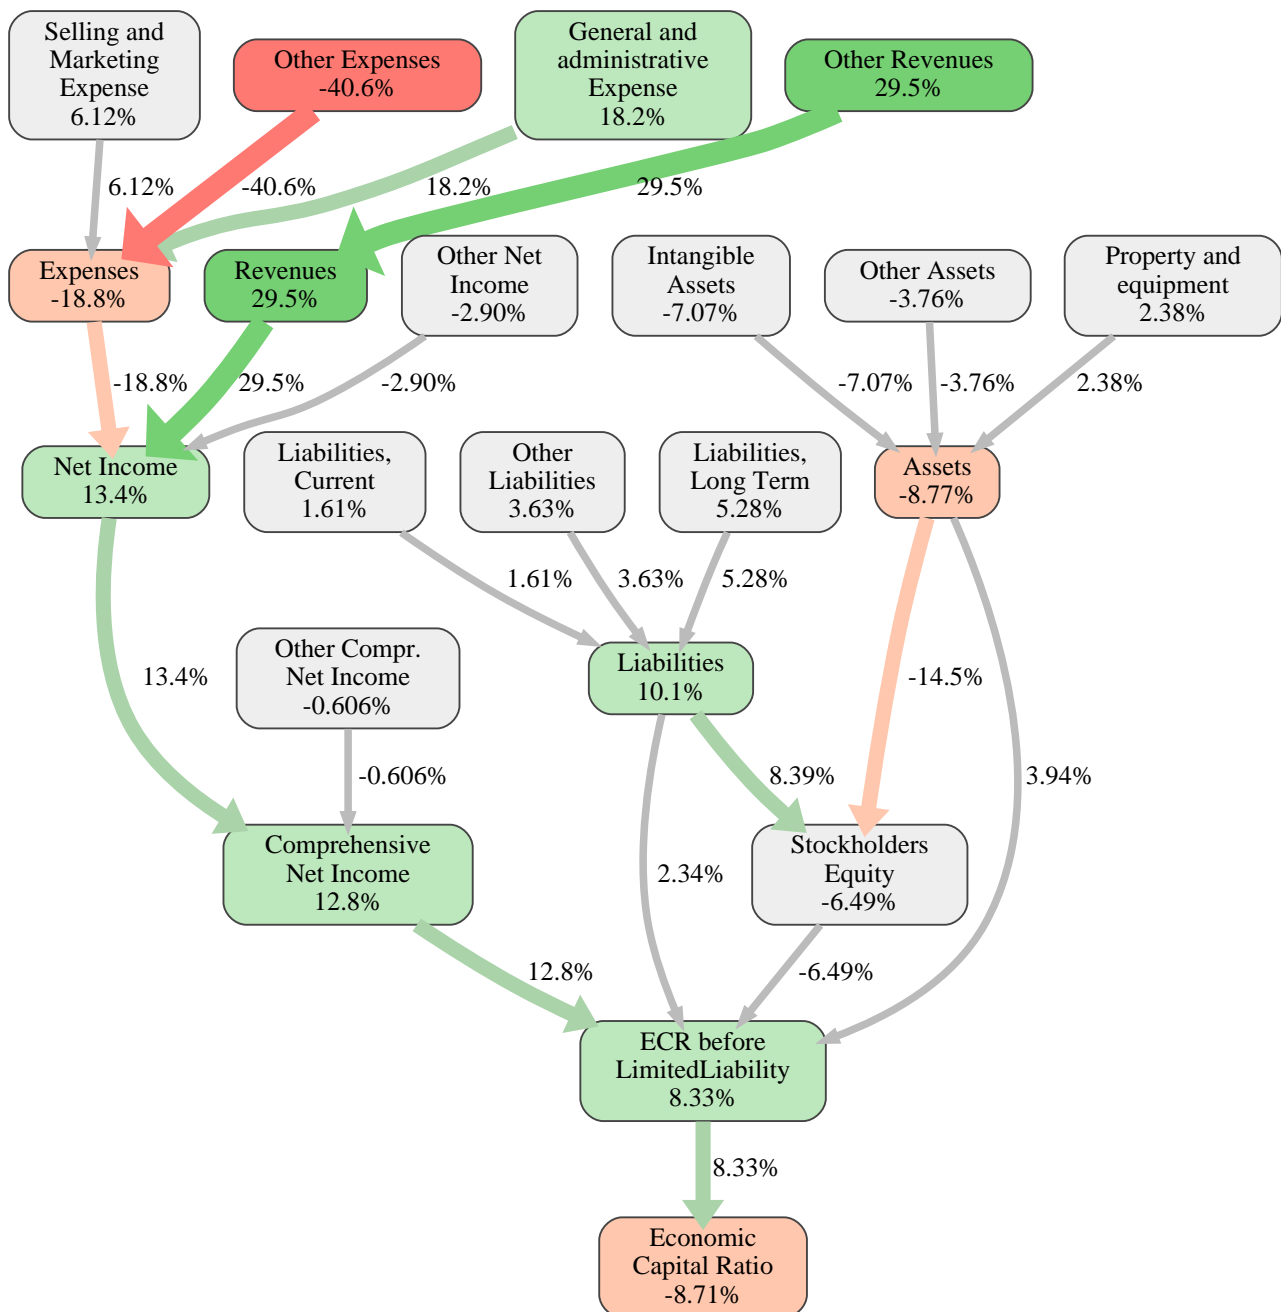 Selling and
Marketing
Expense
6.12%
Other Expenses
-40.6%
General and
administrative
Expense
18.2%
Other Revenues
29.5%
6.12%
-40.6%
18.2%
29.5%
Expenses
-18.8%
Revenues
29.5%
Other Net
Income
-2.90%
Intangible
Assets
-7.07%
Other Assets
-3.76%
Property and
equipment
2.38%
-18.8%
29.5%
-2.90%
-7.07%
-3.76%
2.38%
Net Income
13.4%
Liabilities,
Current
1.61%
Other
Liabilities
3.63%
Liabilities,
Long Term
5.28%
Assets
-8.77%
1.61%
3.63%
5.28%
13.4%
Other Compr.
Net Income
-0.606%
Liabilities
10.1%
-14.5%
-0.606%
8.39%
3.94%
Comprehensive
Net Income
12.8%
2.34%
Stockholders
Equity
-6.49%
12.8%
-6.49%
ECR before
LimitedLiability
8.33%
8.33%
Economic
Capital Ratio
-8.71%